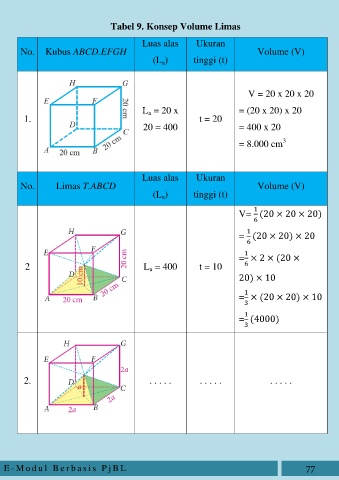 Tabel 9. Konsep Volume Limas
No. Kubus ABCD.EFGH Luas alas (Lₐ) Ukuran tinggi (t) Volume (V)
H G
E F
20 cm
D C
A 20 cm B 20 cm
1.
Lₐ = 20 x
20 = 400
t = 20
V = 20 x 20 x 20
= (20 x 20) x 20
= 400 x 20
= 8.000 cm³
No. Limas T.ABCD Luas alas (Lₐ) Ukuran tinggi (t) Volume (V)
2
H G
E F
20 cm
10 cm
D C
A 20 cm B 20 cm
Lₐ = 400
t = 10
V= 1/6 (20 × 20 × 20)
= 1/6 (20 × 20) × 20
= 1/6 × 2 × (20 ×
20) × 10
= 1/3 × (20 × 20) × 10
= 1/3 (4000)
2.
H G
E F
2a
D a C
A 2a B 2a
. . . . .
. . . . .
. . . . .
E-Modul Berbasis PjBL 77